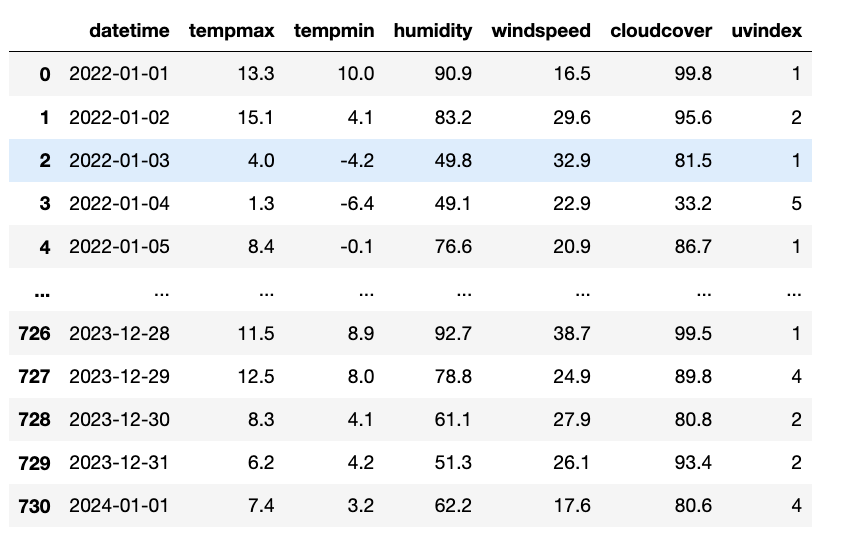 datetime tempmax tempmin humidity windspeed cloudcover uvindex
0 2022-01-01 13.3 10.0 90.9 16.5 99.8 1
1 2022-01-02 15.1 4.1 83.2 29.6 95.6 2
2 2022-01-03 4.0 -4.2 49.8 32.9 81.5 1
3 2022-01-04 1.3 -6.4 49.1 22.9 33.2 5
4 2022-01-05 8.4 -0.1 76.6 20.9 86.7 1
... ... ... ... ... ... ... ...
726 2023-12-28 11.5 8.9 92.7 38.7 99.5 1
727 2023-12-29 12.5 8.0 78.8 24.9 89.8 4
728 2023-12-30 8.3 4.1 61.1 27.9 80.8 2
729 2023-12-31 6.2 4.2 51.3 26.1 93.4 2
730 2024-01-01 7.4 3.2 62.2 17.6 80.6 4